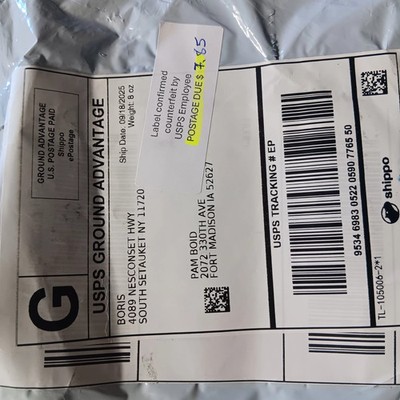 Label confirmed
counterfeit by
USPS Employee
POSTAGE DUE $ 7.85
GROUND ADVANTAGE
U.S. POSTAGE PAID
Shippo
ePostage
G
USPS GROUND ADVANTAGE
Ship Date: 09/18/2025
Weight: 8 oz
BORIS
4089 NESCONSET HWY
SOUTH SETAUKET NY 11720
PAM BOID
2072 330TH AVE
FORT MADISON IA 52627
USPS TRACKING # EP
9534 6983 0522 0590 7765 50
shippo
TL-105006-2*1